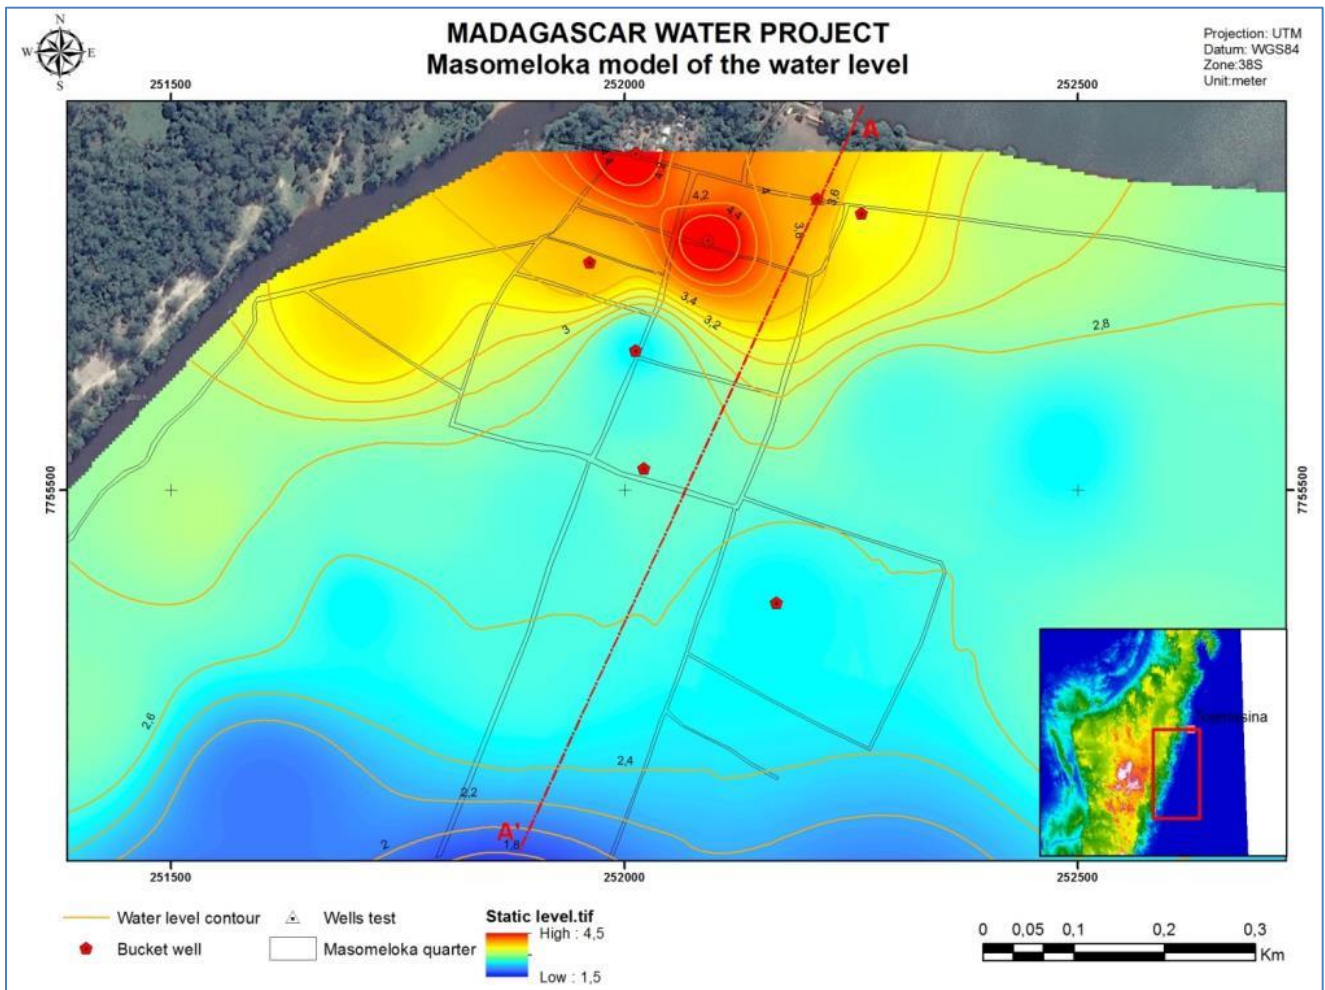 MADAGASCAR WATER PROJECT
Masomeloka model of the water level
Projection: UTM
Datum: WGS84
Zone:38S
Unit:meter
N
W E
S
251500 252000 252500
A
4,2
4
3,6
4,4
3,8
3,4
3,2
3
2,8
7755500 7755500
2,6
2,4
2,2
A'
2
1,8
251500 252000 252500
Water level contour
Wells test
Bucket well
Masomeloka quarter
Static level.tif
High : 4,5
Low : 1,5
0 0,05 0,1 0,2 0,3
Km